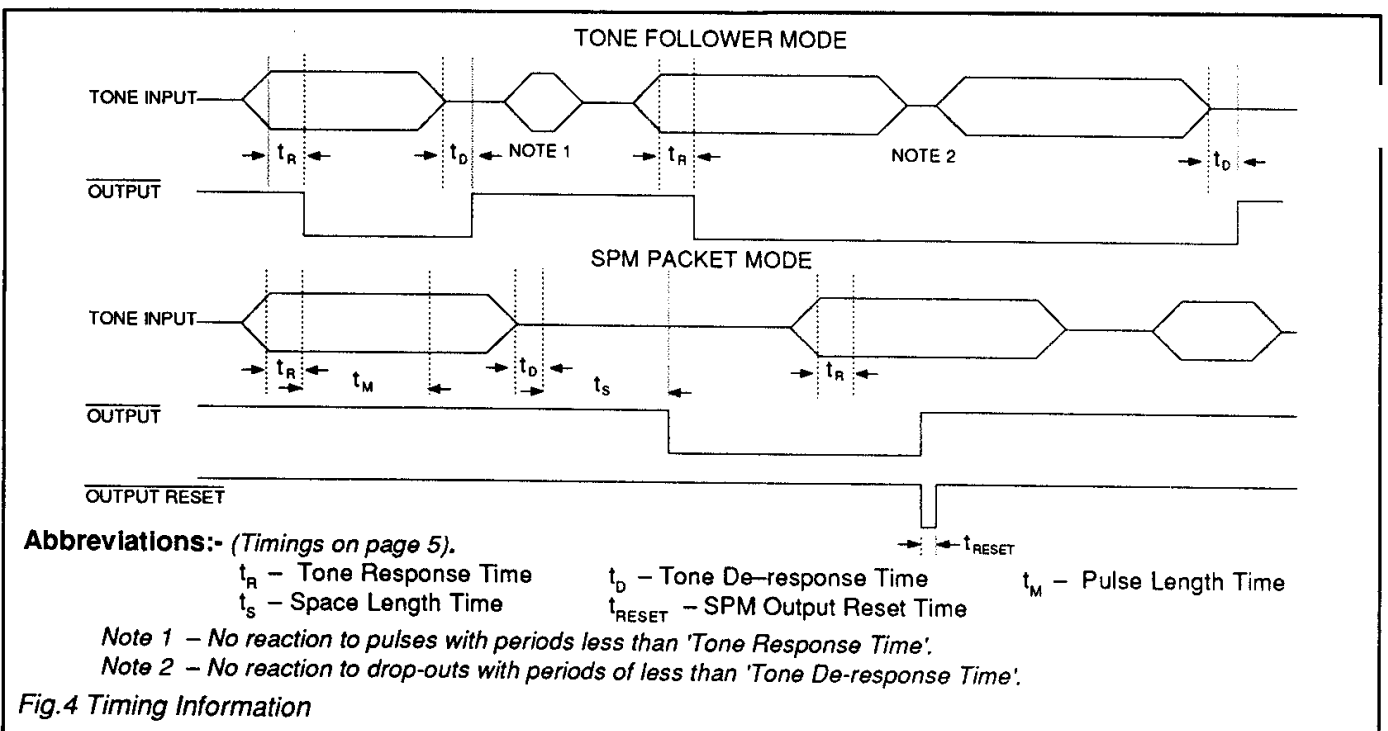 TONE FOLLOWER MODE
TONE INPUT
tR tD NOTE 1 tR NOTE 2 tD
OUTPUT
SPM PACKET MODE
TONE INPUT
tR tM tD tS tR
OUTPUT
OUTPUT RESET
tRESET
Abbreviations:- (Timings on page 5).
tR – Tone Response Time tD – Tone De–response Time tM – Pulse Length Time
tS – Space Length Time tRESET – SPM Output Reset Time
Note 1 – No reaction to pulses with periods less than 'Tone Response Time'.
Note 2 – No reaction to drop-outs with periods of less than 'Tone De-response Time'.
Fig.4 Timing Information